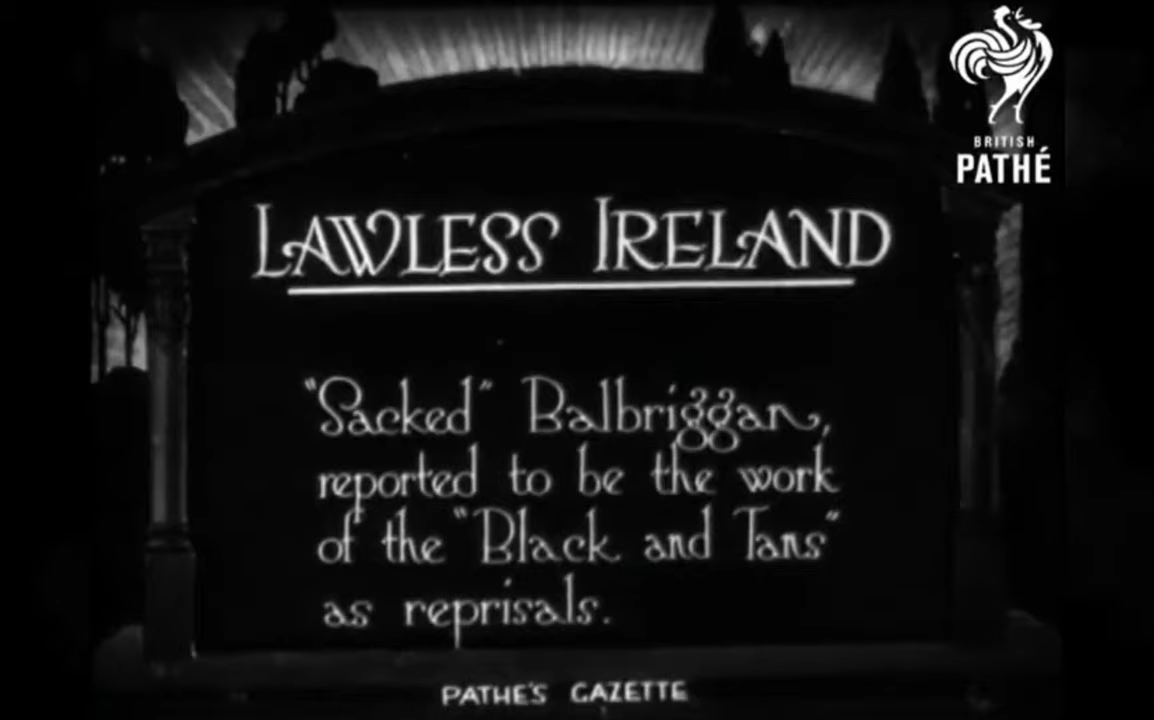 BRITISH
PATHÉ
LAWLESS IRELAND
"Sacked" Balbriggan,
reported to be the work
of the "Black and Tans"
as reprisals.
PATHE'S GAZETTE